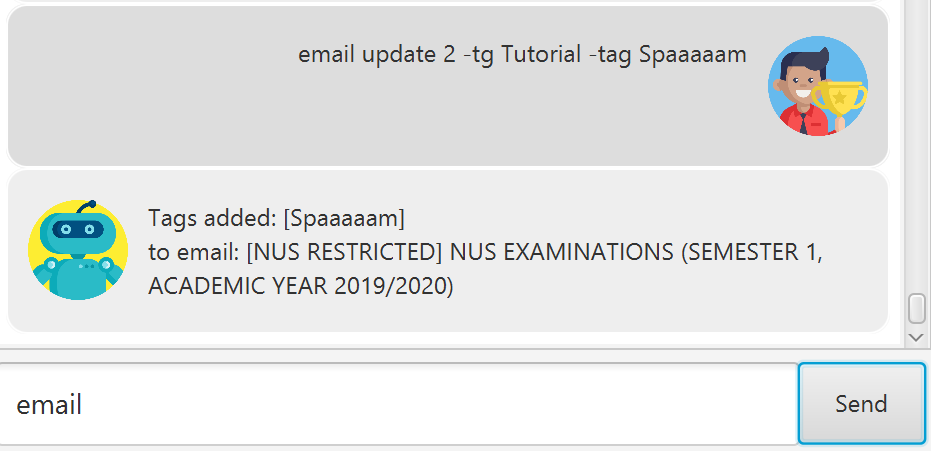 email update 2 -tg Tutorial -tag Spaaaaam
Tags added: [Spaaaaam]
to email: [NUS RESTRICTED] NUS EXAMINATIONS (SEMESTER 1,
ACADEMIC YEAR 2019/2020)
email
Send